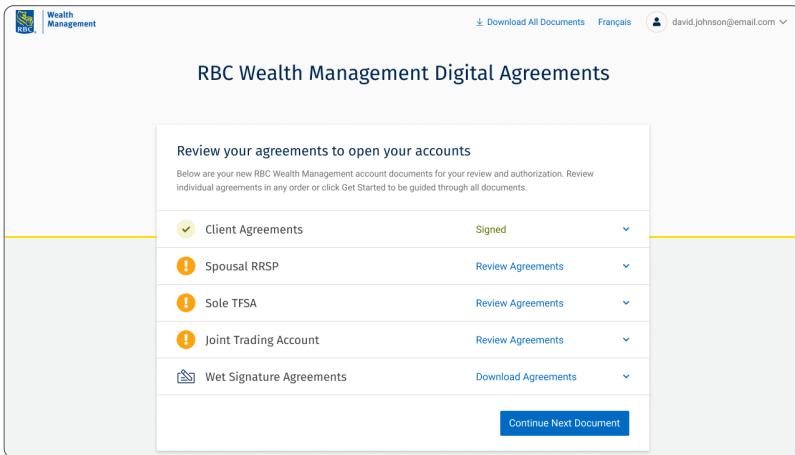 RBC
Wealth
Management
Download All Documents Français david.johnson@email.com
RBC Wealth Management Digital Agreements
Review your agreements to open your accounts
Below are your new RBC Wealth Management account documents for your review and authorization. Review
individual agreements in any order or click Get Started to be guided through all documents.
Client Agreements Signed
Spousal RRSP Review Agreements
Sole TFSA Review Agreements
Joint Trading Account Review Agreements
Wet Signature Agreements Download Agreements
Continue Next Document